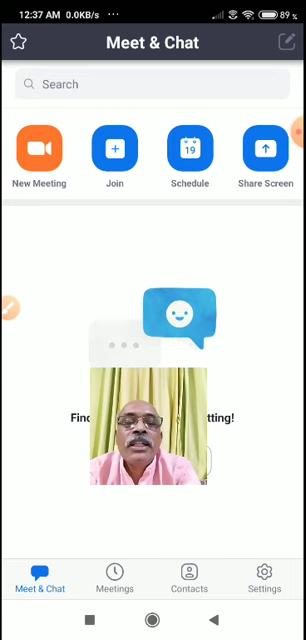 12:37 AM 0.0KB/s ...
89 %
Meet & Chat
Search
New Meeting
Join
19
Schedule
Share Screen
Find
tting!
Meet & Chat
Meetings
Contacts
Settings